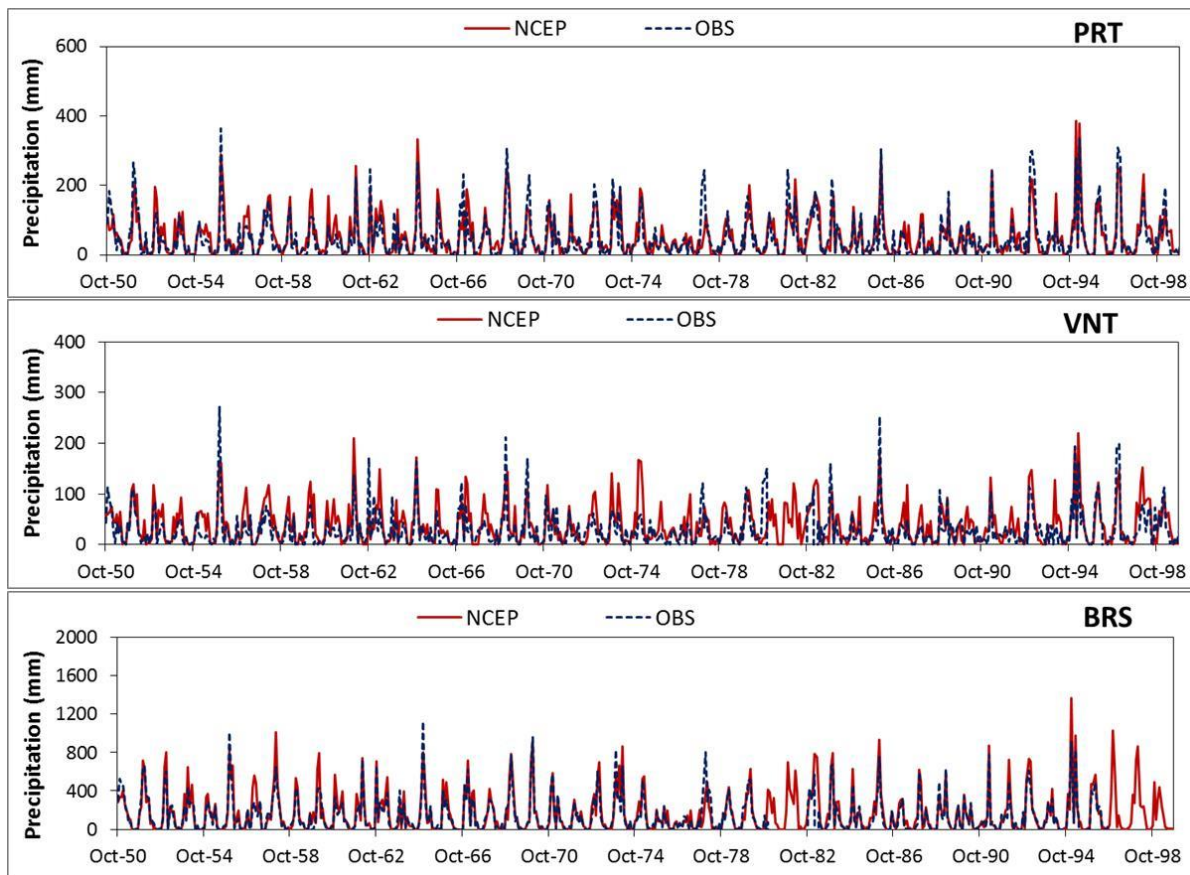 NCEP OBS PRT
Precipitation (mm)
600
400
200
0
Oct-50 Oct-54 Oct-58 Oct-62 Oct-66 Oct-70 Oct-74 Oct-78 Oct-82 Oct-86 Oct-90 Oct-94 Oct-98
NCEP OBS VNT
Precipitation (mm)
400
300
200
100
0
Oct-50 Oct-54 Oct-58 Oct-62 Oct-66 Oct-70 Oct-74 Oct-78 Oct-82 Oct-86 Oct-90 Oct-94 Oct-98
NCEP OBS BRS
Precipitation (mm)
2000
1600
1200
800
400
0
Oct-50 Oct-54 Oct-58 Oct-62 Oct-66 Oct-70 Oct-74 Oct-78 Oct-82 Oct-86 Oct-90 Oct-94 Oct-98